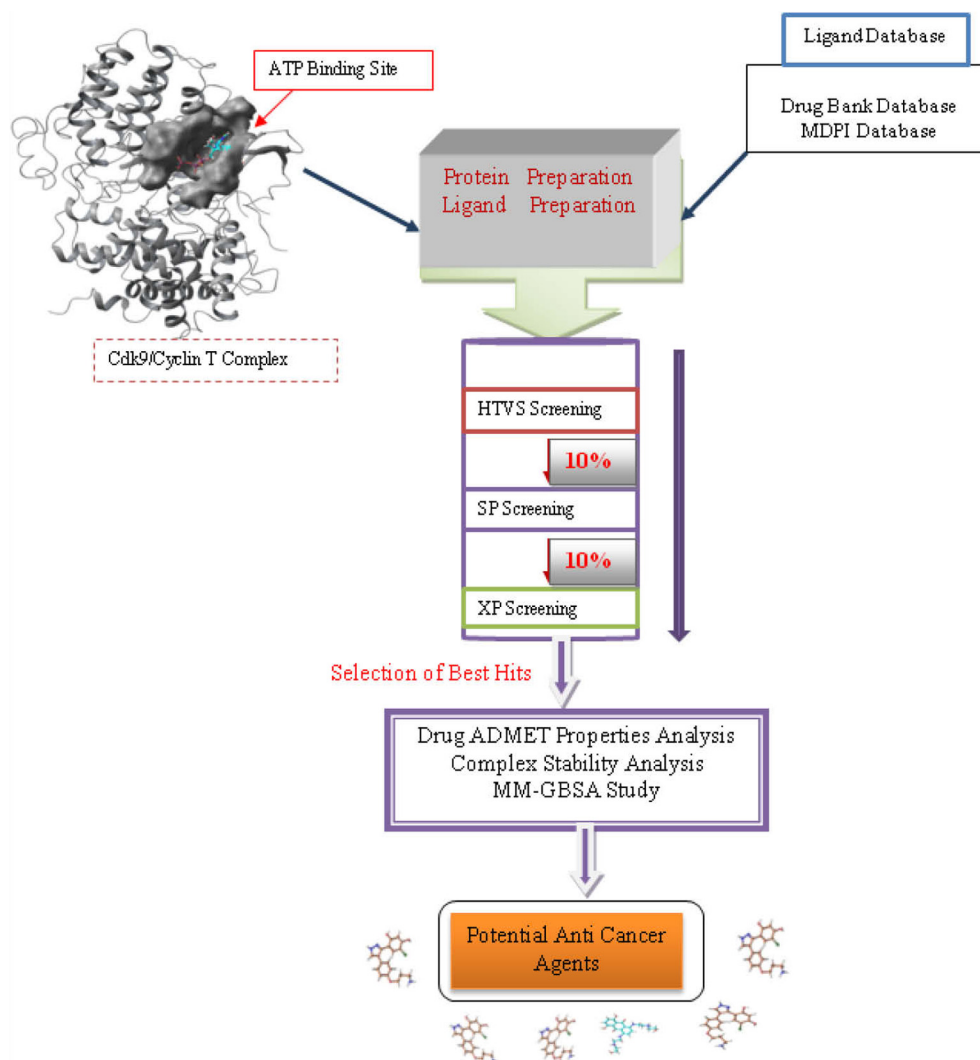 ATP Binding Site
Ligand Database
Drug Bank Database
MDPI Database
Protein Preparation
Ligand Preparation
Cdk9/Cyclin T Complex
HTVS Screening
10%
SP Screening
10%
XP Screening
Selection of Best Hits
Drug ADMET Properties Analysis
Complex Stability Analysis
MM-GBSA Study
Potential Anti Cancer
Agents